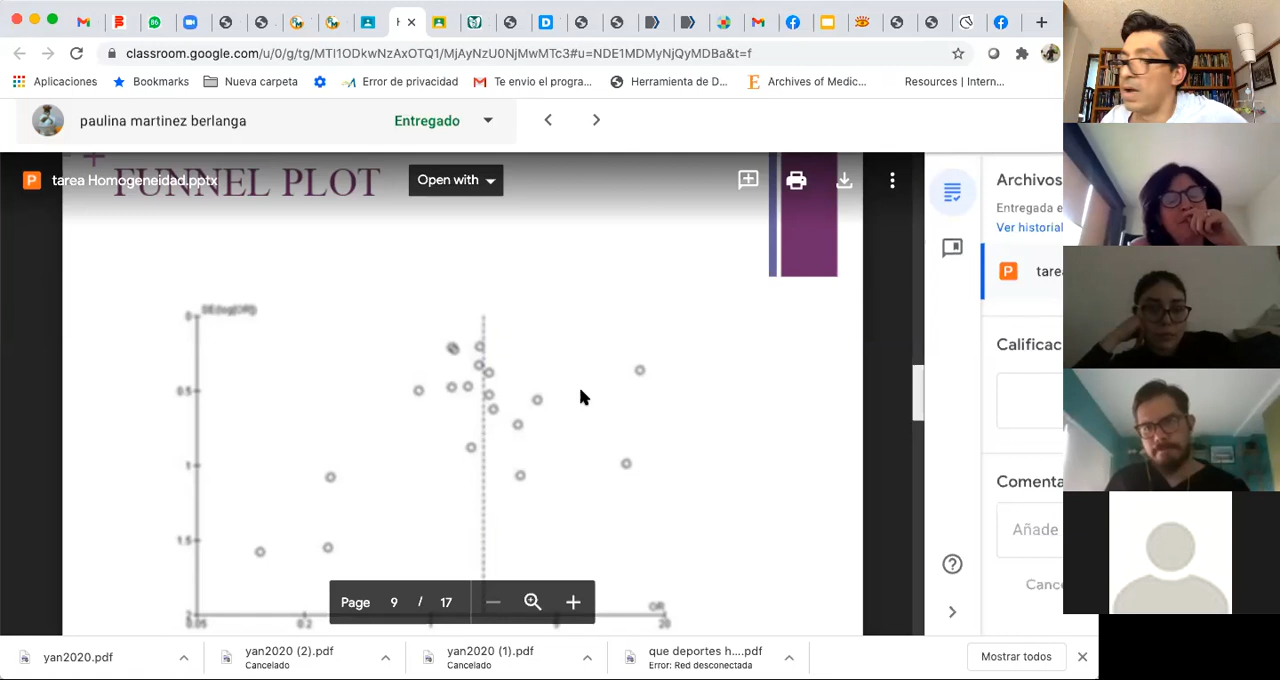 classroom.google.com/u/0/g/tg/MTI1ODkwNzAxOTQ1/MjAyNzU0NjMwMTc3#u=NDE1MDMyNjQyMDBa&t=f
Aplicaciones
Bookmarks
Nueva carpeta
Error de privacidad
Te envio el progra...
Herramienta de D...
Archives of Medic...
Resources | Intern...
paulina martinez berlanga
Entregado
FUNNEL PLOT
tarea Homogeneidad.pptx
Open with
Archivos
Entregada e
Ver historial
tarea
Calificac
Comenta
Añade
Cance
0
0.5
1
1.5
2
0.05
0.2
1
20
OR
Page 9 / 17
yan2020.pdf
yan2020 (2).pdf
Cancelado
yan2020 (1).pdf
Cancelado
que deportes h....pdf
Error: Red desconectada
Mostrar todos